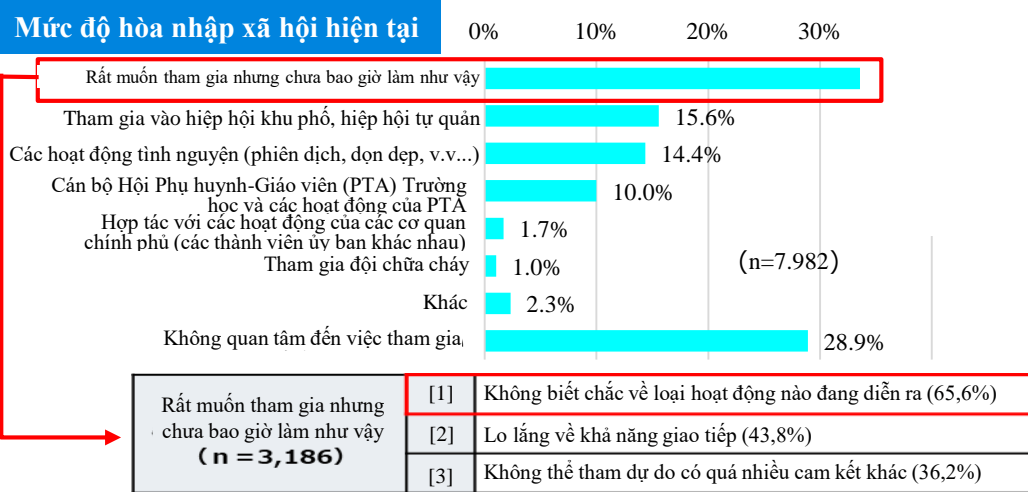 Mức độ hòa nhập xã hội hiện tại
0% 10% 20% 30%
Rất muốn tham gia nhưng chưa bao giờ làm như vậy
Tham gia vào hiệp hội khu phố, hiệp hội tự quản 15.6%
Các hoạt động tình nguyện (phiên dịch, dọn dẹp, v.v...) 14.4%
Cán bộ Hội Phụ huynh-Giáo viên (PTA) Trường
học và các hoạt động của PTA 10.0%
Hợp tác với các hoạt động của các cơ quan
chính phủ (các thành viên ủy ban khác nhau) 1.7%
Tham gia đội chữa cháy 1.0%
(n=7.982)
Khác 2.3%
Không quan tâm đến việc tham gia 28.9%
Rất muốn tham gia nhưng
chưa bao giờ làm như vậy
(n =3,186)
[1] Không biết chắc về loại hoạt động nào đang diễn ra (65,6%)
[2] Lo lắng về khả năng giao tiếp (43,8%)
[3] Không thể tham dự do có quá nhiều cam kết khác (36,2%)